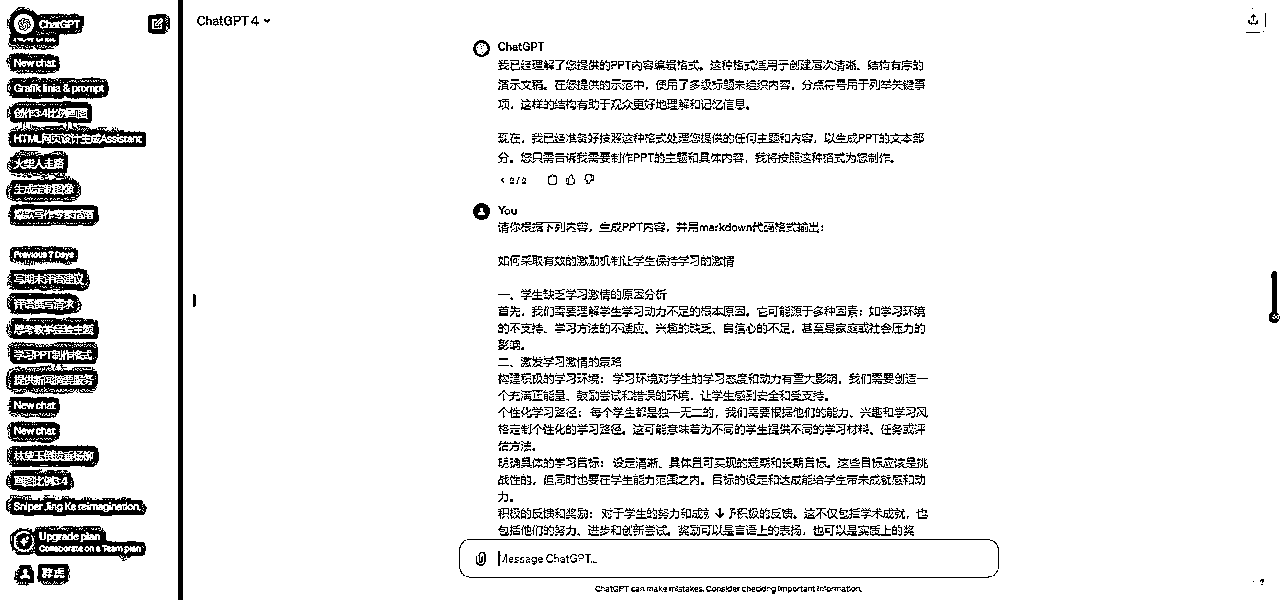 ChatGPT
New chat
Grafik linia & prompt
创作3:4比例画图
HTML网页设计生成Assistant
火柴人走路
生成定制图像
爆款写作专家指南
Previous 7 Days
写期末评语建议
评语撰写请求
思考教学经验主题
学习PPT制作格式
提供新闻摘要服务
New chat
New chat
林黛玉倒拔垂杨柳
画图比例3:4
Sniper Jing Ke reimagination.
Upgrade plan
Collaborate on a Team plan
ChatGPT 4
ChatGPT
我已经理解了您提供的PPT内容编辑格式。这种格式适用于创建层次清晰、结构有序的
演示文稿。在您提供的示范中，使用了多级标题来组织内容，分点符号用于列举关键事
项，这样的结构有助于观众更好地理解和记忆信息。
现在，我已经准备好按照这种格式处理您提供的任何主题和内容，以生成PPT的文本部
分。您只需告诉我需要制作PPT的主题和具体内容，我将按照这种格式为您制作。
2/2
You
请你根据下列内容，生成PPT内容，并用markdown代码格式输出：
如何采取有效的激励机制让学生保持学习的激情
一、学生缺乏学习激情的原因分析
首先，我们需要理解学生学习动力不足的根本原因。它可能源于多种因素：如学习环境
的不支持、学习方法的不适应、兴趣的缺乏、自信心的不足，甚至是家庭或社会压力的
影响。
二、激发学习激情的策略
构建积极的学习环境： 学习环境对学生的学习态度和动力有重大影响。我们需要创造一
个充满正能量、鼓励尝试和错误的环境，让学生感到安全和受支持。
个性化学习路径： 每个学生都是独一无二的，我们需要根据他们的能力、兴趣和学习风
格定制个性化的学习路径。这可能意味着为不同的学生提供不同的学习材料、任务或评
估方法。
明确具体的学习目标： 设定清晰、具体且可实现的短期和长期目标。这些目标应该是挑
战性的，但同时也要在学生能力范围之内。目标的设定和达成能给学生带来成就感和动
力。
积极的反馈和奖励： 对于学生的努力和成 积极的反馈。这不仅包括学术成就，也
包括他们的努力、进步和创新尝试。奖励可以是言语上的表扬，也可以是实质上的奖
Message ChatGPT...
ChatGPT can make mistakes. Consider checking important information.
?